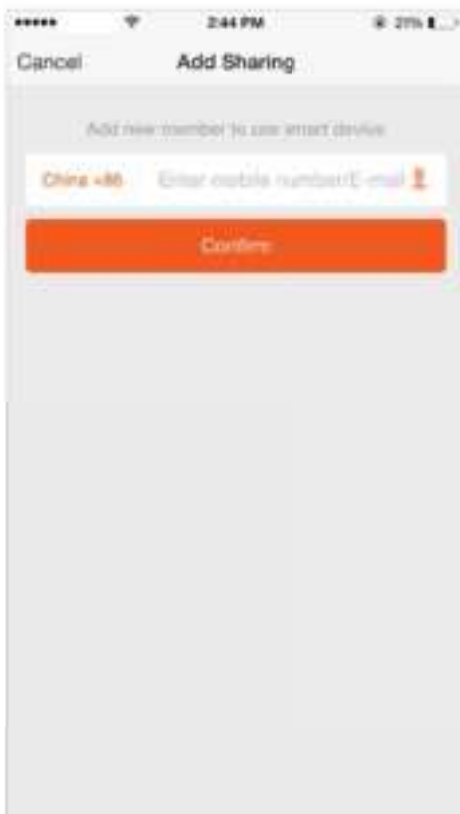 2:44 PM 21%
Cancel Add Sharing
Add new member to use smart device
China +86 Enter mobile number/E-mail
Confirm